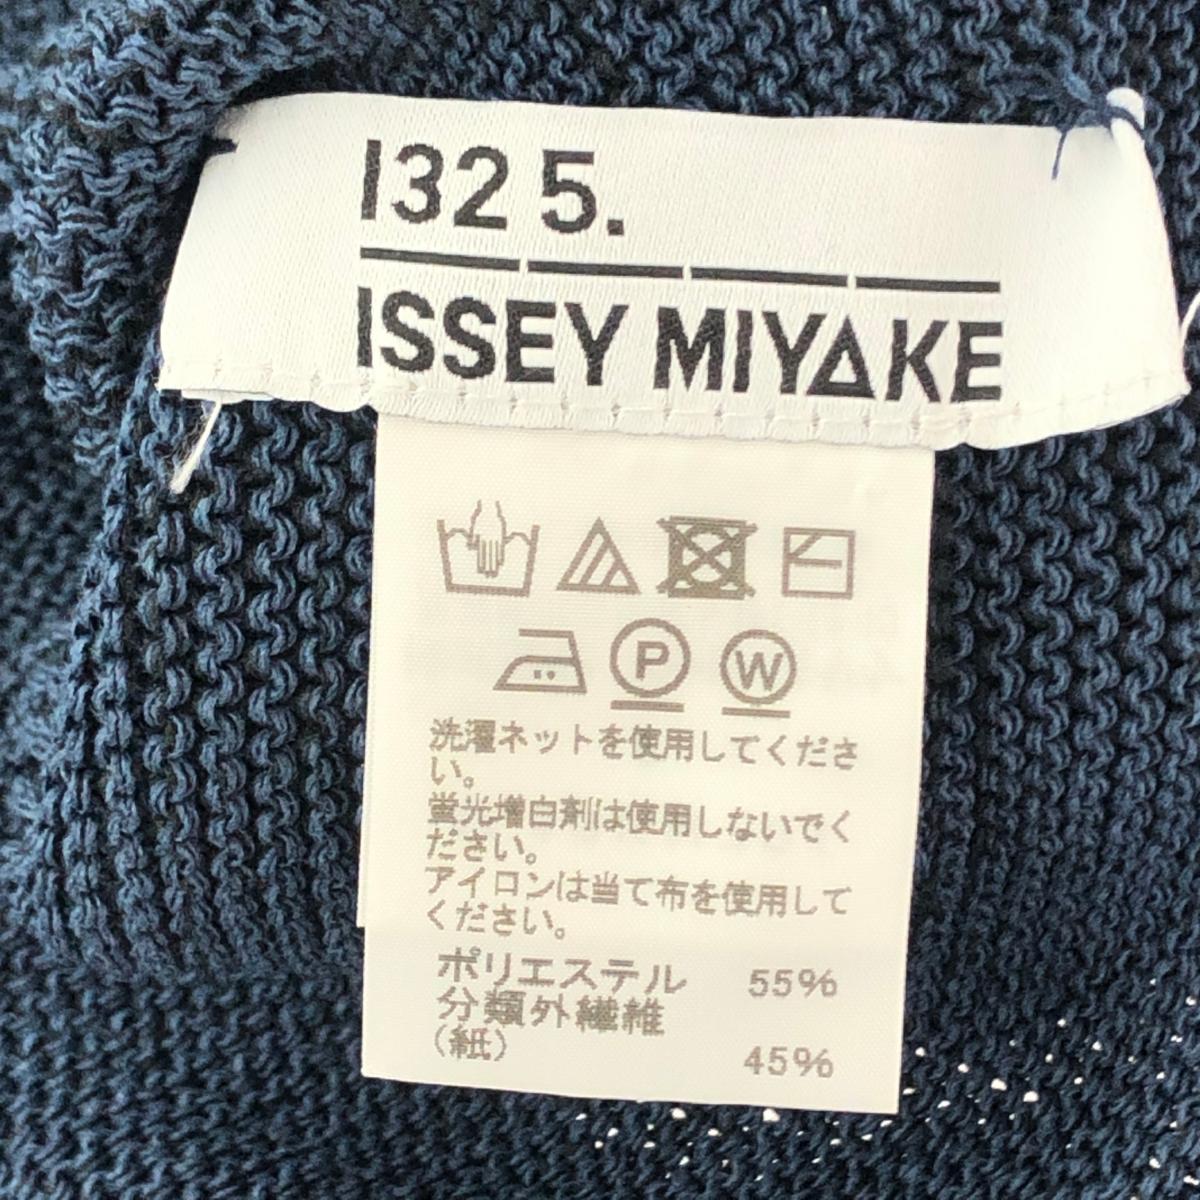 132 5.
ISSEY MIYAKE
P W
洗濯ネットを使用してくださ
い。
蛍光増白剤は使用しないでく
ださい。
アイロンは当て布を使用して
ください。
ポリエステル 55%
分類外繊維
(紙) 45%